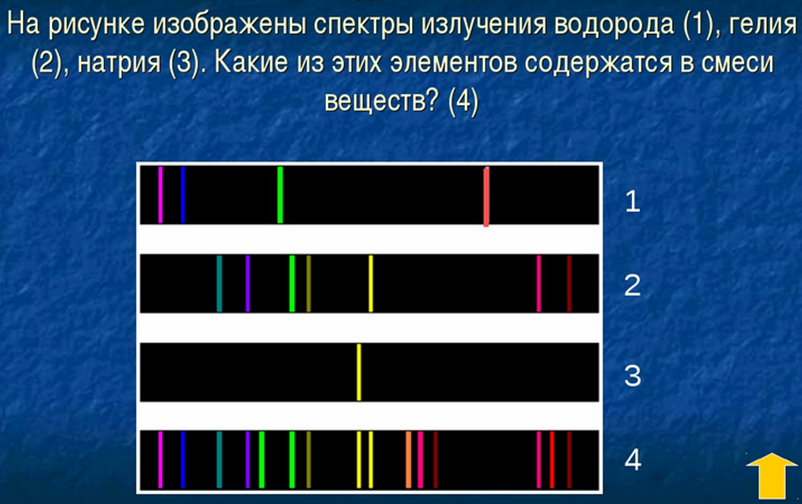 На рисунке изображены спектры излучения водорода (1), гелия
(2), натрия (3). Какие из этих элементов содержатся в смеси
веществ? (4)
1
2
3
4